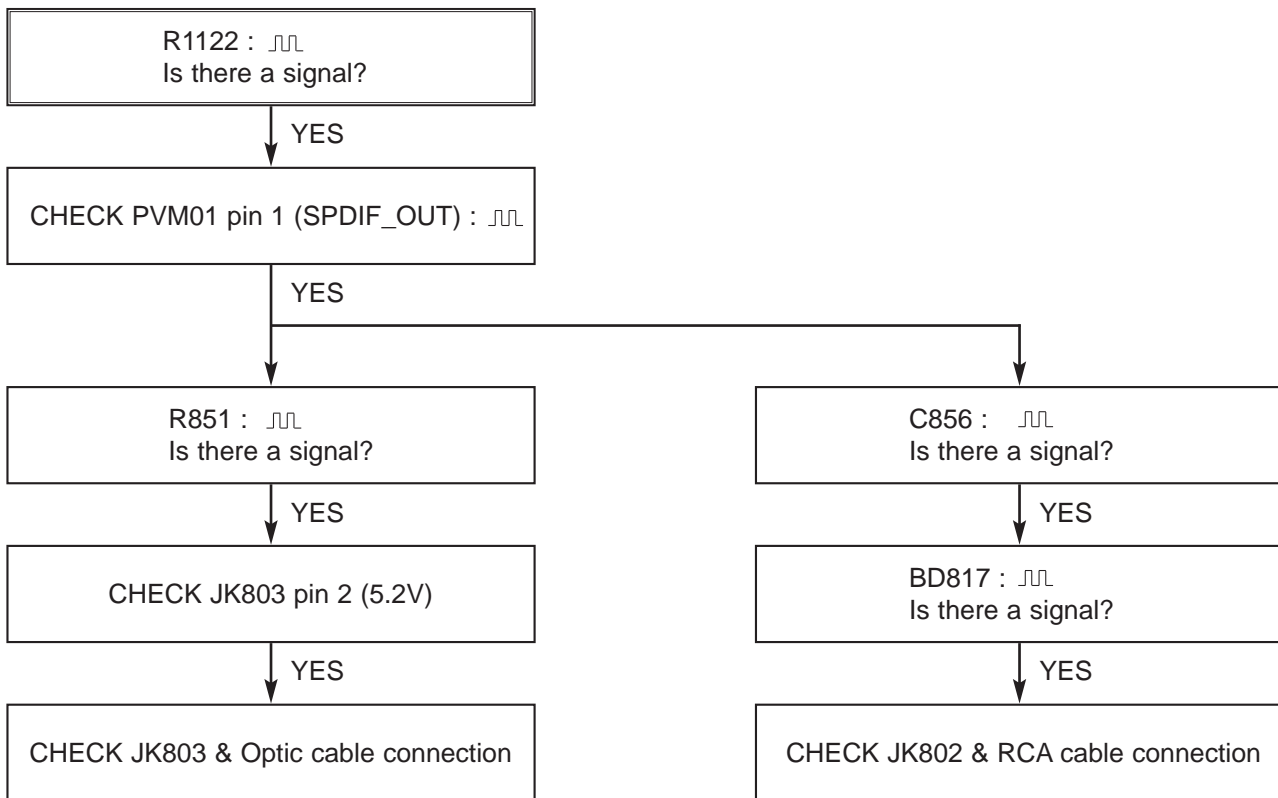 R1122 :
Is there a signal?
YES
CHECK PVM01 pin 1 (SPDIF_OUT) :
YES
R851 :
Is there a signal?
YES
CHECK JK803 pin 2 (5.2V)
YES
CHECK JK803 & Optic cable connection
C856 :
Is there a signal?
YES
BD817 :
Is there a signal?
YES
CHECK JK802 & RCA cable connection